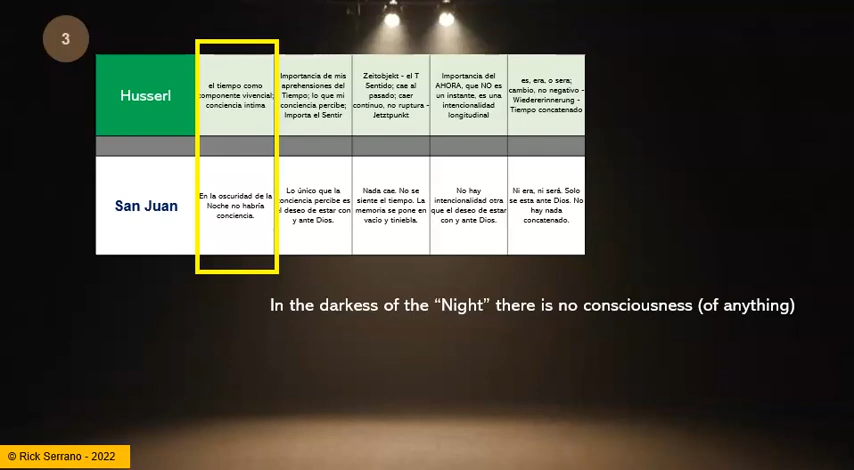 3
Husserl
el tiempo como
componente vivencial;
conciencia intima
Importancia de mis
aprehensiones del
Tiempo; lo que mi
conciencia percibe;
Importa el Sentir
Zeitobjekt - el T
Sentido; cae al
pasado; caer
continuo, no ruptura -
Jetztpunkt
Importancia del
AHORA, que NO es
un instante, es una
intencionalidad
longitudinal
es, era, o sera;
cambio, no negativo -
Wiedererinnerung -
Tiempo concatenado
San Juan
En la oscuridad de la
Noche no habría
conciencia.
Lo único que la
conciencia percibe es
el deseo de estar con
y ante Dios.
Nada cae. No se
siente el tiempo. La
memoria se pone en
vacío y tiniebla.
No hay
intencionalidad otra
que el deseo de estar
con y ante Dios.
Ni era, ni será. Solo
se esta ante Dios. No
hay nada
concatenado.
In the darkess of the “Night” there is no consciousness (of anything)
© Rick Serrano - 2022